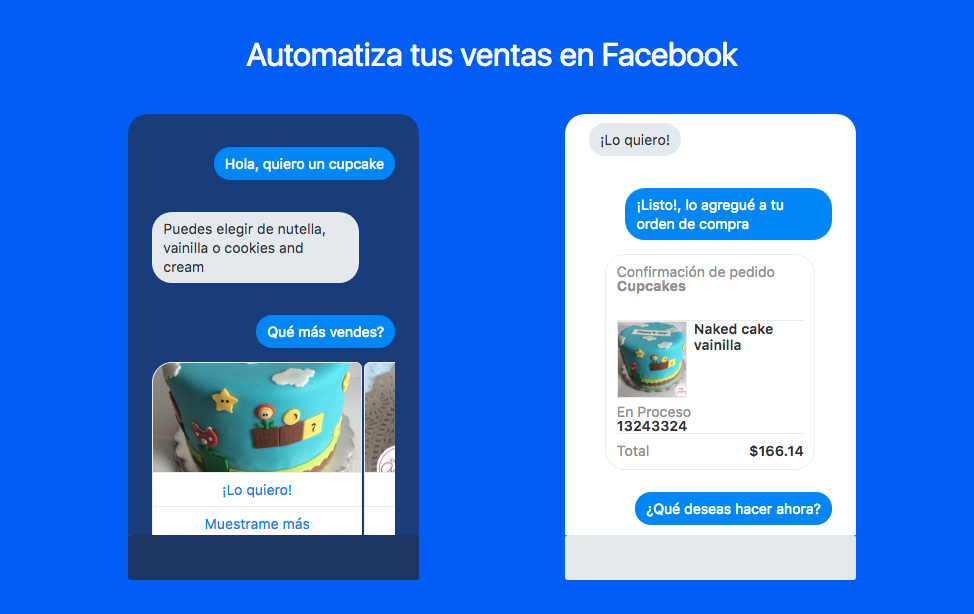 Automatiza tus ventas en Facebook
Hola, quiero un cupcake
Puedes elegir de nutella,
vainilla o cookies and
cream
Qué más vendes?
?
¡Lo quiero!
Muestrame más
¡Lo quiero!
¡Listo!, lo agregué a tu
orden de compra
Confirmación de pedido
Cupcakes
Naked cake
vainilla
En Proceso
13243324
Total $166.14
¿Qué deseas hacer ahora?